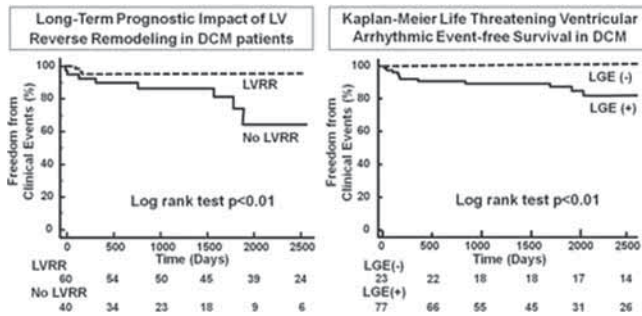 Long-Term Prognostic Impact of LV
Reverse Remodeling in DCM patients
Freedom from
Clinical Events (%)
100
80
60
40
20
0
LVRR
No LVRR
Log rank test p<0.01
0 500 1000 1500 2000 2500
Time (Days)
LVRR
60 54 50 45 39 24
No LVRR
40 34 23 18 9 6
Kaplan-Meier Life Threatening Ventricular
Arrhythmic Event-free Survival in DCM
Freedom from
Clinical Events (%)
100
80
60
40
20
0
LGE (-)
LGE (+)
Log rank test p<0.01
0 500 1000 1500 2000 2500
Time (Days)
LGE(-)
23 22 18 18 17 14
LGE(+)
77 66 55 45 31 26